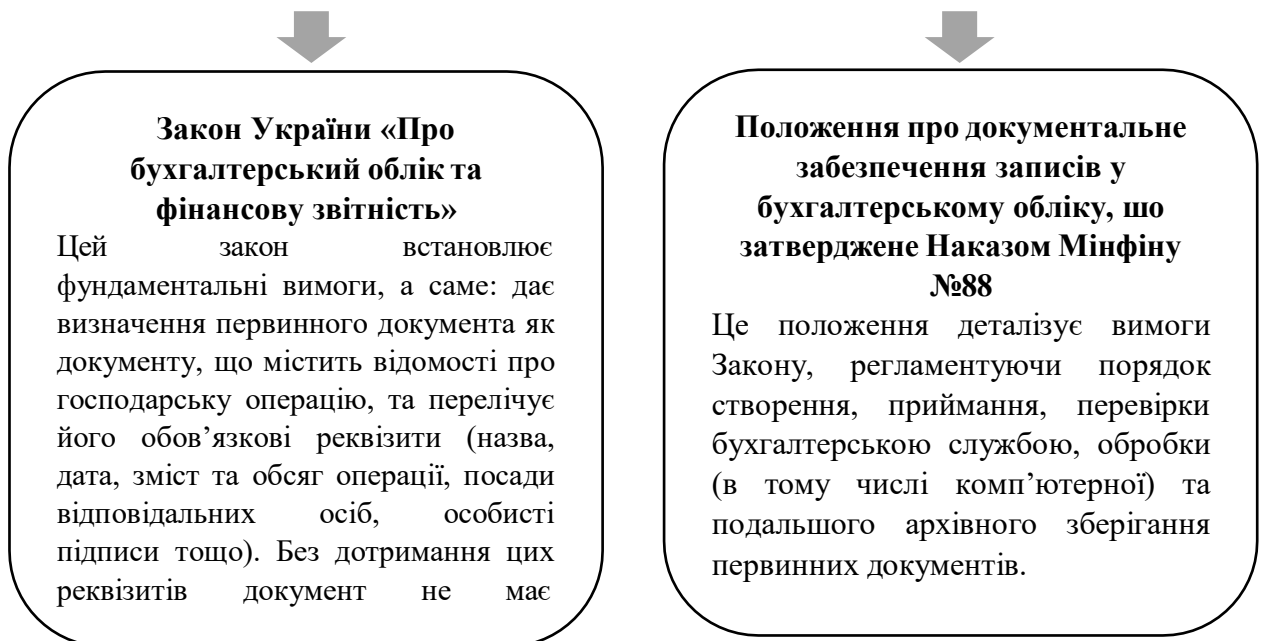 Закон України «Про
бухгалтерський облік та
фінансову звітність»
Цей закон встановлює
фундаментальні вимоги, а саме: дає
визначення первинного документа як
документу, що містить відомості про
господарську операцію, та перелічує
його обов’язкові реквізити (назва,
дата, зміст та обсяг операції, посади
відповідальних осіб, особисті
підписи тощо). Без дотримання цих
реквізитів документ не має
Положення про документальне
забезпечення записів у
бухгалтерському обліку, шо
затверджене Наказом Мінфіну
№88
Це положення деталізує вимоги
Закону, регламентуючи порядок
створення, приймання, перевірки
бухгалтерською службою, обробки
(в тому числі комп’ютерної) та
подальшого архівного зберігання
первинних документів.